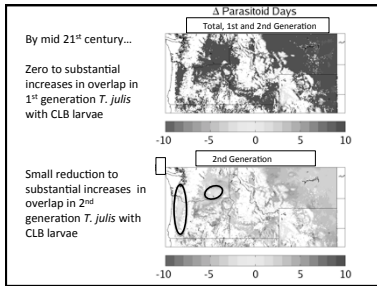 Δ Parasitoid Days
Total, 1st and 2nd Generation
By mid 21st century…
Zero to substantial
increases in overlap in
1st generation T. julis
with CLB larvae
-10 -5 0 5 10
2nd Generation
Small reduction to
substantial increases in
overlap in 2nd
generation T. julis with
CLB larvae
-10 -5 0 5 10